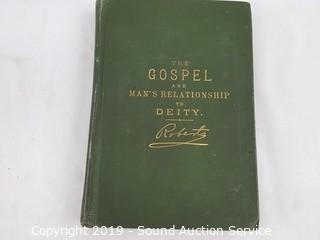 THE
GOSPEL
AND
MAN'S RELATIONSHIP
TO
DEITY.
Roberts
Copyright 2019 - Sound Auction Service